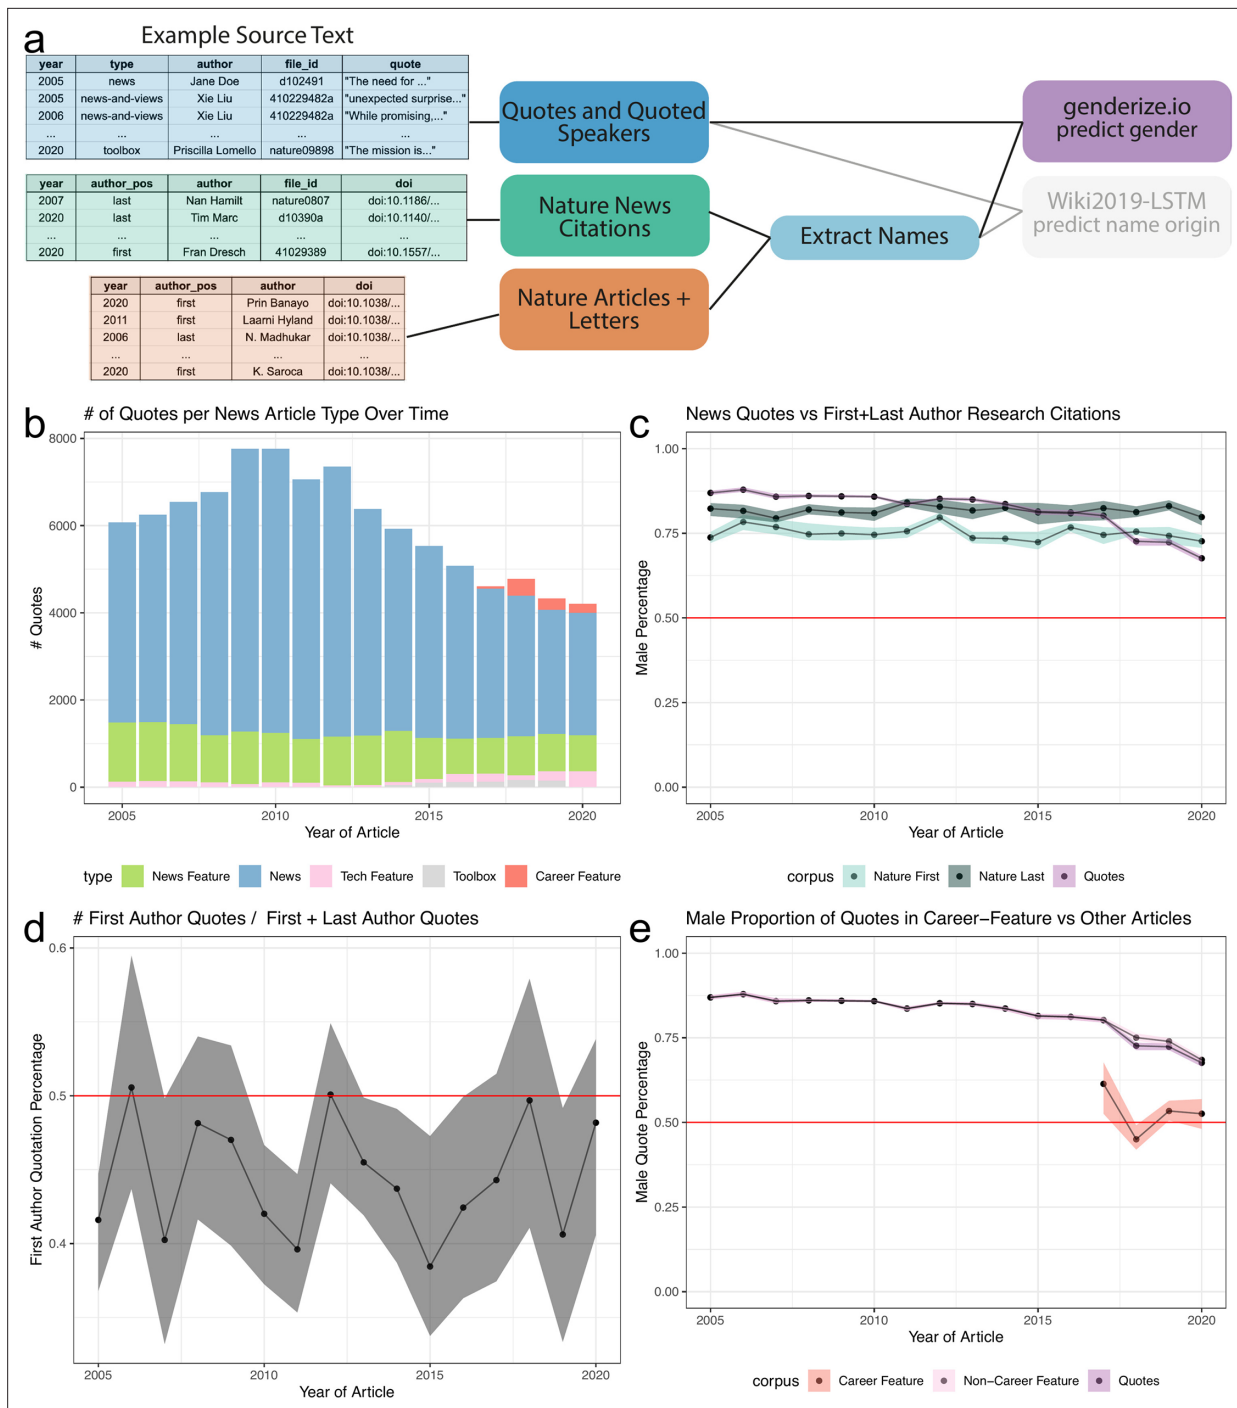 a
Example Source Text
year type author file_id quote
2005 news Jane Doe d102491 "The need for ..."
2005 news-and-views Xie Liu 410229482a "unexpected surprise..."
2006 news-and-views Xie Liu 410229482a "While promising,..."
... ... ... ... ...
2020 toolbox Priscilla Lomello nature09898 "The mission is..."
year author_pos author file_id doi
2007 last Nan Hamilt nature0807 doi:10.1186/...
2020 last Tim Marc d10390a doi:10.1140/...
... ... ... ... ...
2020 first Fran Dresch 41029389 doi:10.1557/...
year author_pos author doi
2020 first Prin Banayo doi:10.1038/...
2011 first Laarni Hyland doi:10.1038/...
2006 last N. Madhukar doi:10.1038/...
... ... ... ...
2020 first K. Saroca doi:10.1038/...
Quotes and Quoted
Speakers
Nature News
Citations
Nature Articles +
Letters
Extract Names
genderize.io
predict gender
Wiki2019-LSTM
predict name origin
b
# of Quotes per News Article Type Over Time
8000
6000
4000
2000
0
# Quotes
2005 2010 2015 2020
Year of Article
type News Feature News Tech Feature Toolbox Career Feature
c
News Quotes vs First+Last Author Research Citations
1.00
0.75
0.50
0.25
0.00
Male Percentage
2005 2010 2015 2020
Year of Article
corpus Nature First Nature Last Quotes
d
# First Author Quotes / First + Last Author Quotes
0.6
0.5
0.4
First Author Quotation Percentage
2005 2010 2015 2020
Year of Article
e
Male Proportion of Quotes in Career−Feature vs Other Articles
1.00
0.75
0.50
0.25
0.00
Male Quote Percentage
2005 2010 2015 2020
Year of Article
corpus Career Feature Non−Career Feature Quotes